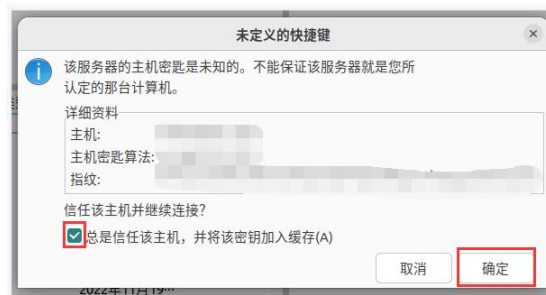 未定义的快捷键
该服务器的主机密匙是未知的。不能保证该服务器就是您所
认定的那台计算机。
详细资料
主机:
主机密匙算法:
指纹:
信任该主机并继续连接?
总是信任该主机，并将该密钥加入缓存(A)
取消
确定
2022年11月19…